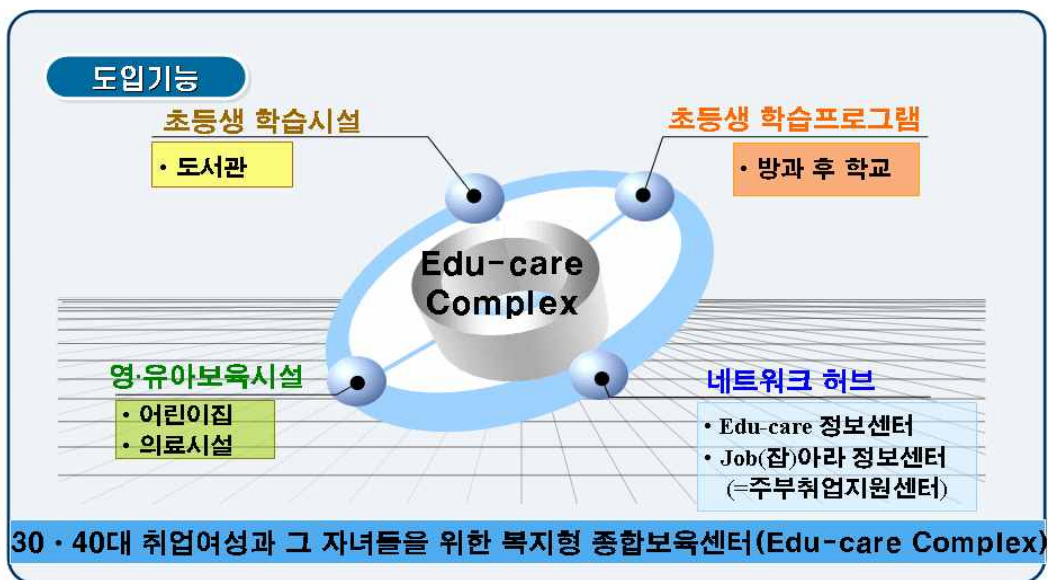 도입기능
초등생 학습시설
• 도서관
초등생 학습프로그램
• 방과 후 학교
Edu-care
Complex
영·유아보육시설
• 어린이집
• 의료시설
네트워크 허브
• Edu-care 정보센터
• Job(잡)아라 정보센터
(=주부취업지원센터)
30 · 40대 취업여성과 그 자녀들을 위한 복지형 종합보육센터(Edu-care Complex)